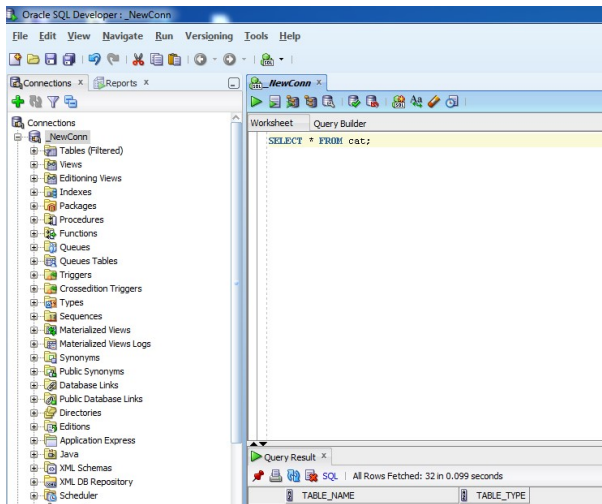 Oracle SQL Developer : _NewConn
File Edit View Navigate Run Versioning Tools Help
Connections x Reports x
_NewConn x
Worksheet Query Builder
SELECT * FROM cat;
Connections
_NewConn
Tables (Filtered)
Views
Editioning Views
Indexes
Packages
Procedures
Functions
Queues
Queues Tables
Triggers
Crossedition Triggers
Types
Sequences
Materialized Views
Materialized Views Logs
Synonyms
Public Synonyms
Database Links
Public Database Links
Directories
Editions
Application Express
Java
XML Schemas
XML DB Repository
Scheduler
Query Result x
SQL | All Rows Fetched: 32 in 0.099 seconds
TABLE_NAME TABLE_TYPE